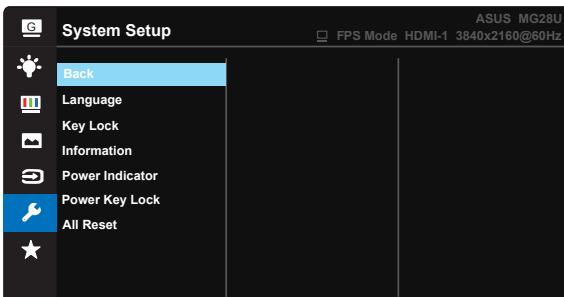 G
System Setup
ASUS MG28U
FPS Mode HDMI-1 3840x2160@60Hz
Back
Language
Key Lock
Information
Power Indicator
Power Key Lock
All Reset